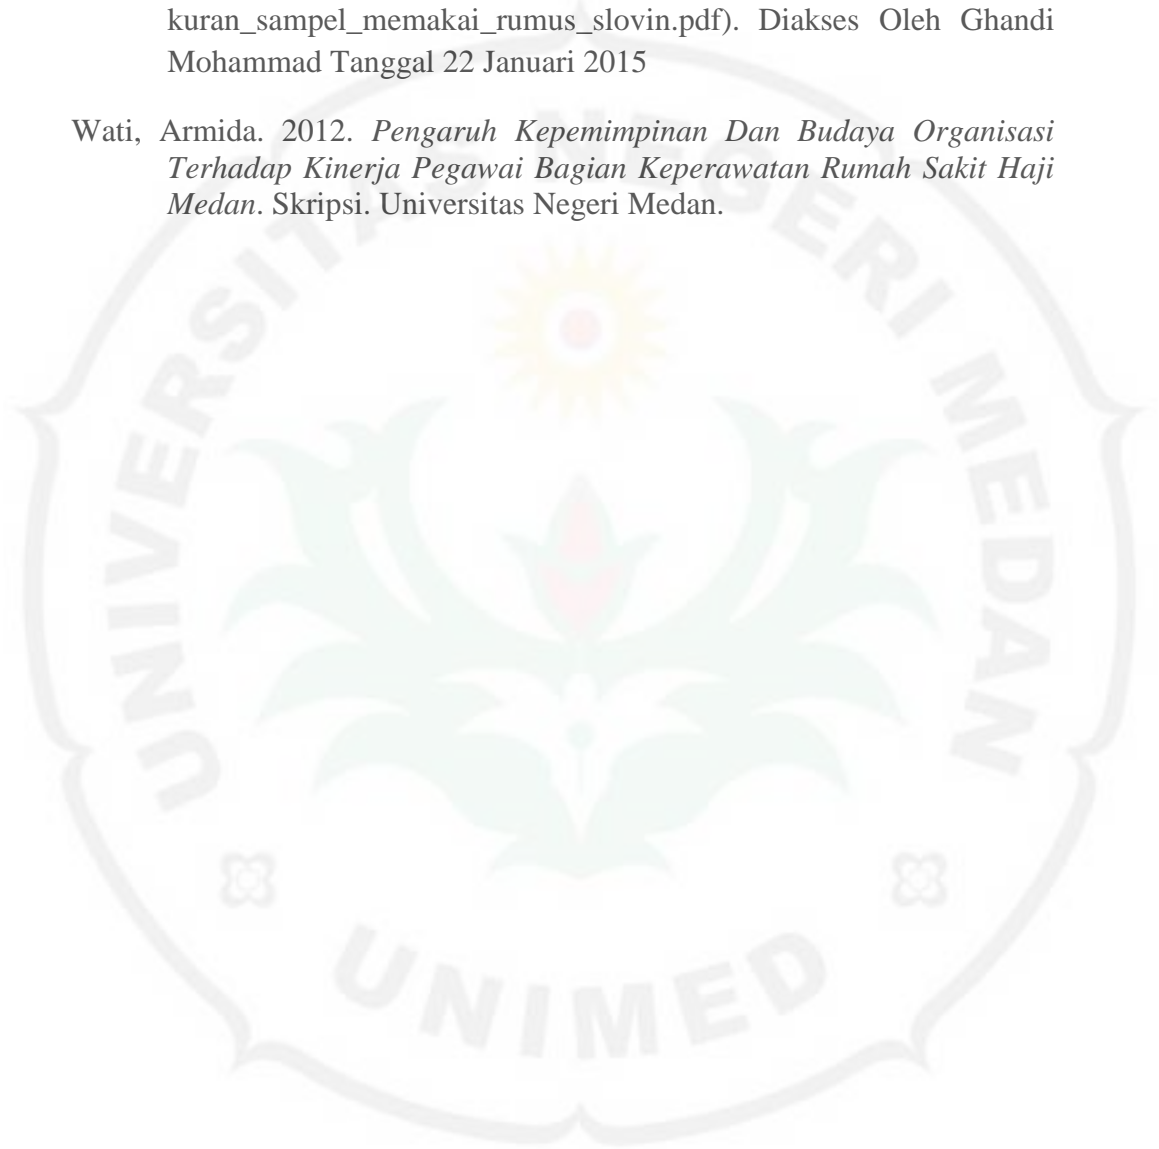 kuran_sampel_memakai_rumus_slovin.pdf). Diakses Oleh Ghandi
Mohammad Tanggal 22 Januari 2015
Wati, Armida. 2012. Pengaruh Kepemimpinan Dan Budaya Organisasi
Terhadap Kinerja Pegawai Bagian Keperawatan Rumah Sakit Haji
Medan. Skripsi. Universitas Negeri Medan.
UNIVERSITAS NEGERI MEDAN
UNIMED